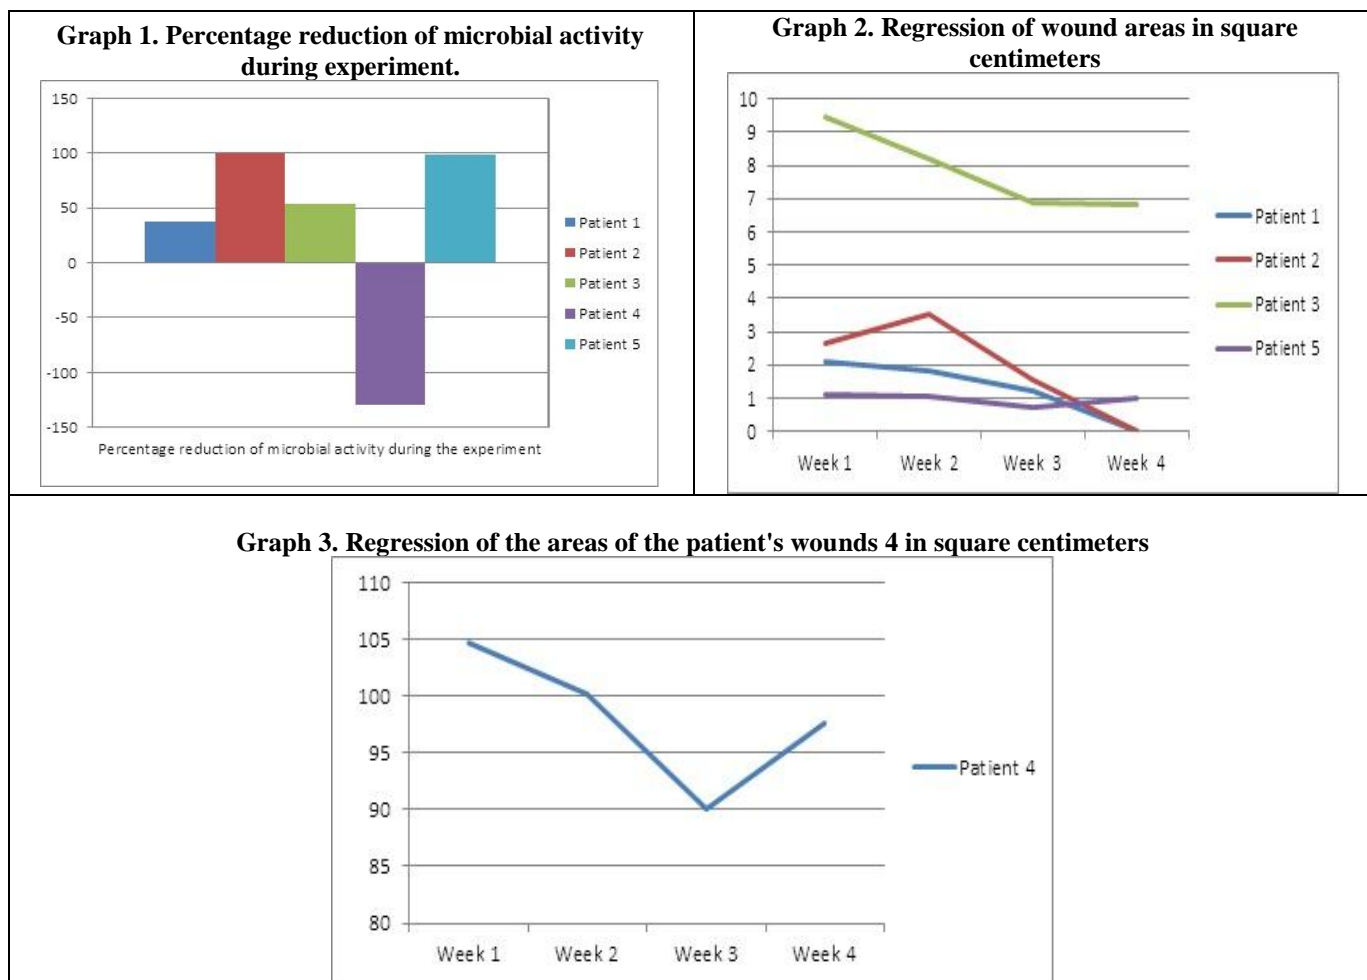 Graph 1. Percentage reduction of microbial activity
during experiment.
150
100
50
0
-50
-100
-150
Percentage reduction of microbial activity during the experiment
Patient 1
Patient 2
Patient 3
Patient 4
Patient 5
Graph 2. Regression of wound areas in square
centimeters
10
9
8
7
6
5
4
3
2
1
0
Week 1 Week 2 Week 3 Week 4
Patient 1
Patient 2
Patient 3
Patient 5
Graph 3. Regression of the areas of the patient's wounds 4 in square centimeters
110
105
100
95
90
85
80
Week 1 Week 2 Week 3 Week 4
Patient 4